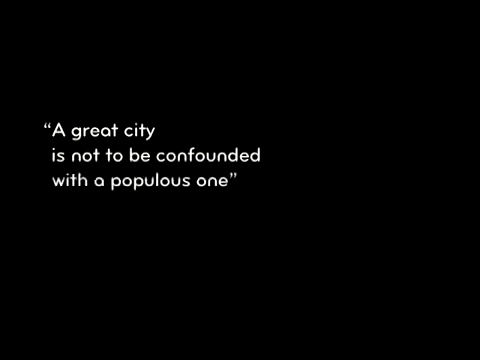 “A great city
is not to be confounded
with a populous one”